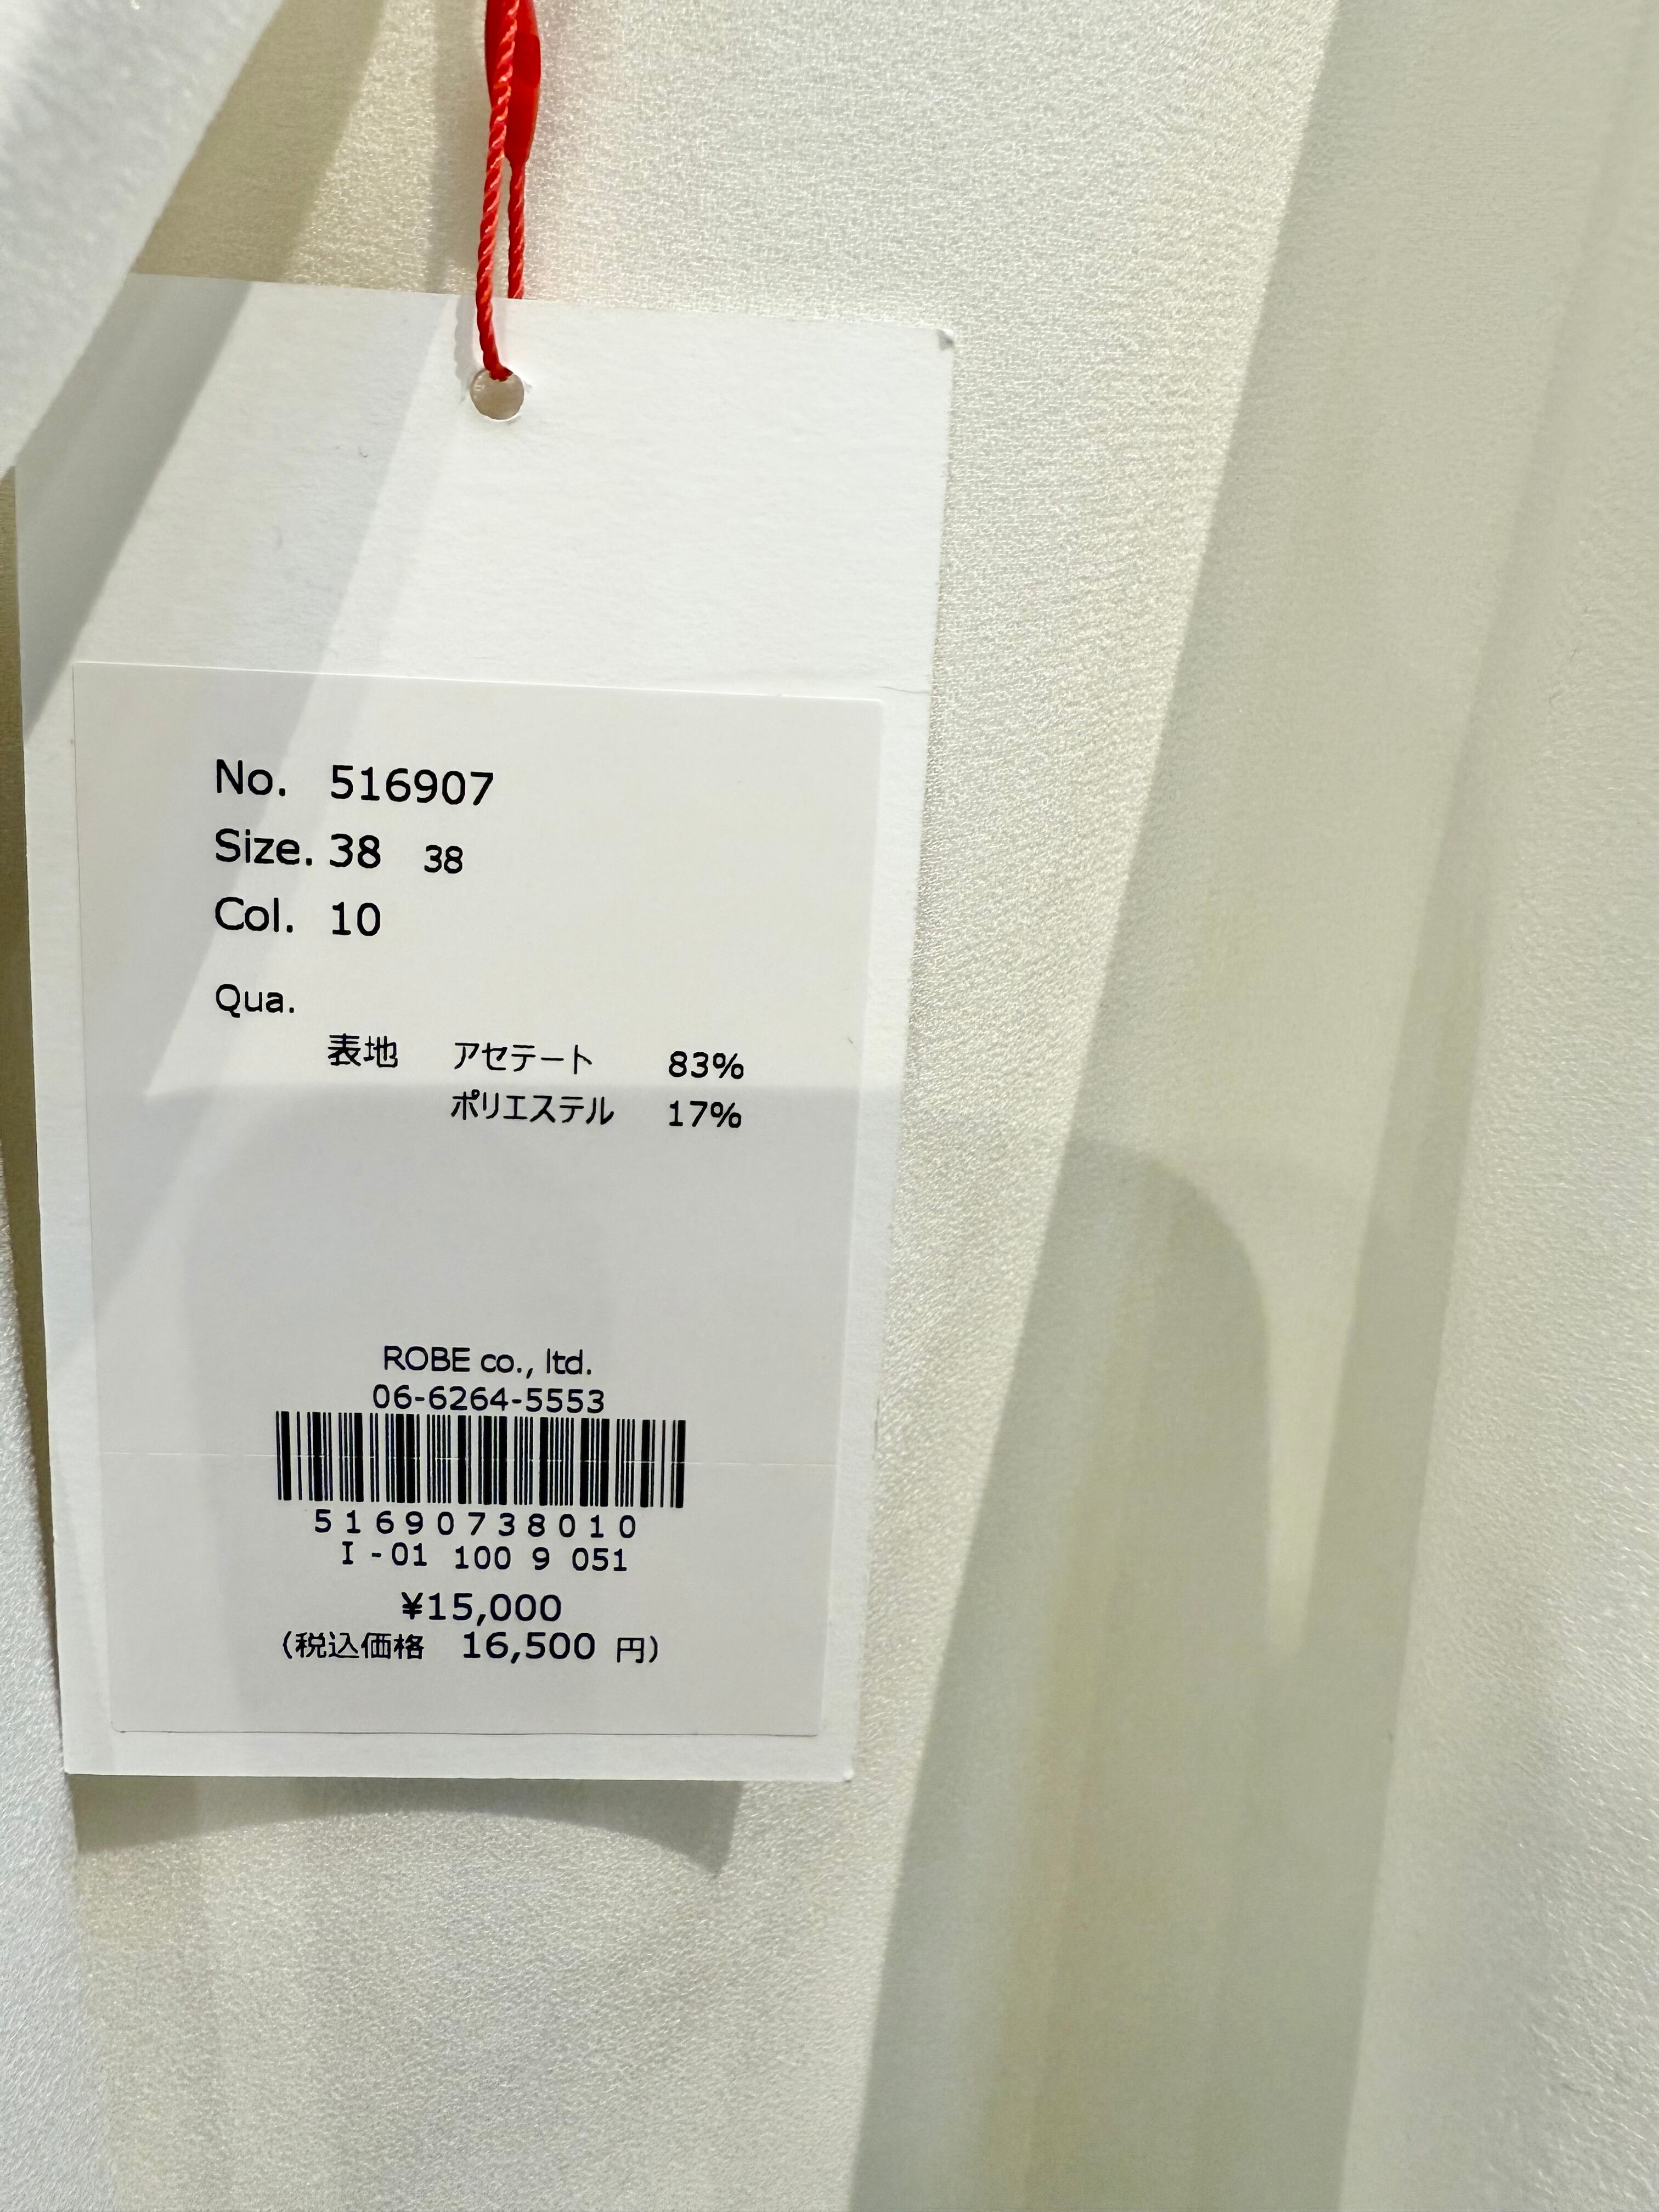 No. 516907
Size. 38 38
Col. 10
Qua.
表地 アセテート 83%
ポリエステル 17%
ROBE co., ltd.
06-6264-5553
51690738010
I -01 100 9 051
¥15,000
(税込価格 16,500 円)